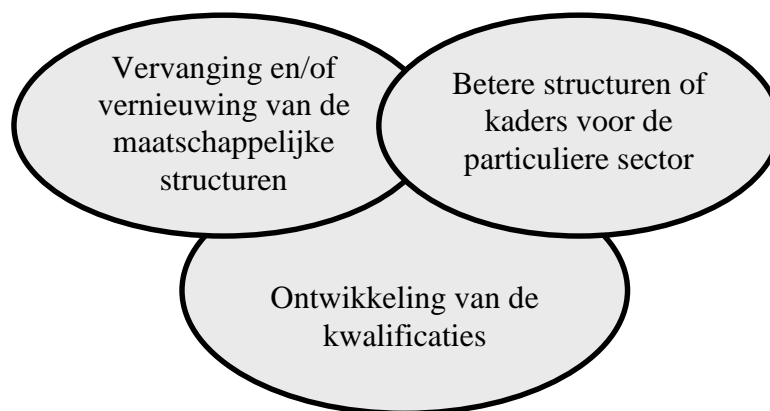 Vervanging en/of
vernieuwing van de
maatschappelijke
structuren
Betere structuren of
kaders voor de
particuliere sector
Ontwikkeling van de
kwalificaties